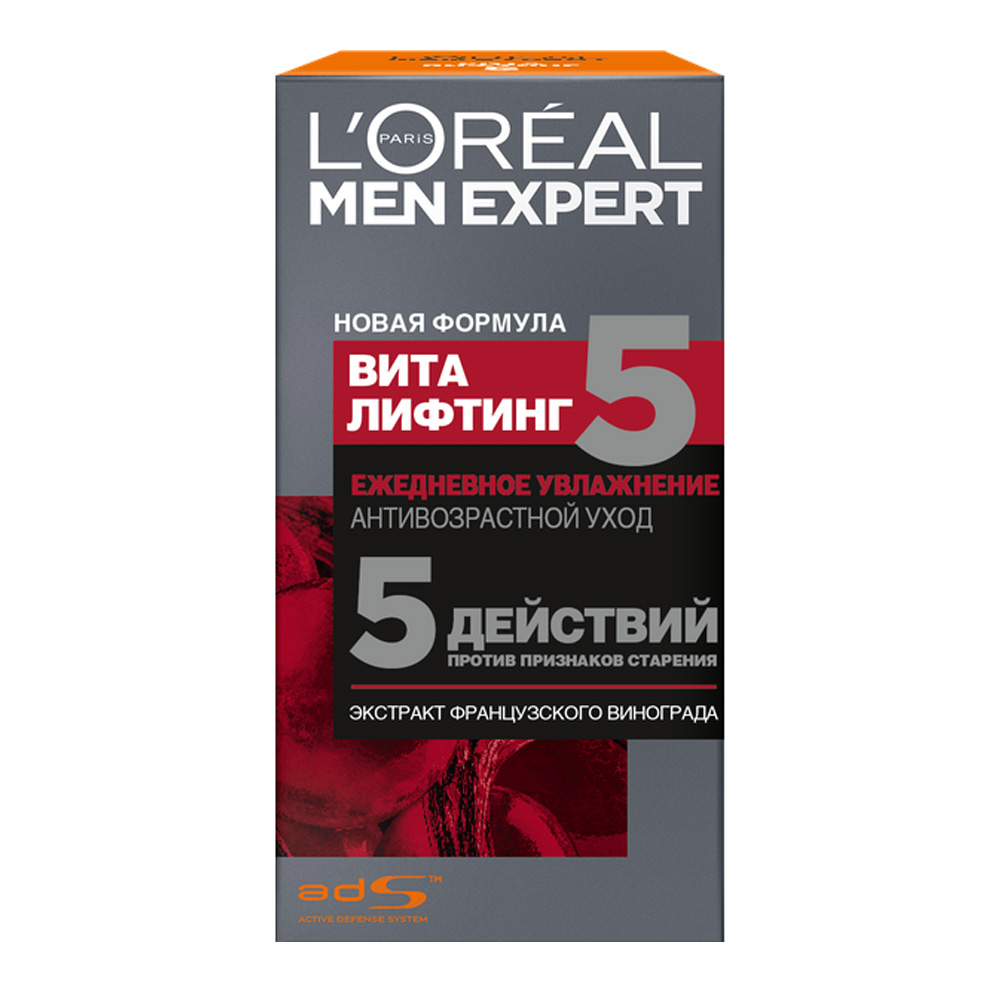 L'ORÉAL
PARIS
MEN EXPERT
НОВАЯ ФОРМУЛА
ВИТА
ЛИФТИНГ 5
ЕЖЕДНЕВНОЕ УВЛАЖНЕНИЕ
АНТИВОЗРАСТНОЙ УХОД
5 ДЕЙСТВИЙ
ПРОТИВ ПРИЗНАКОВ СТАРЕНИЯ
ЭКСТРАКТ ФРАНЦУЗСКОГО ВИНОГРАДА
adS™
ACTIVE DEFENSE SYSTEM